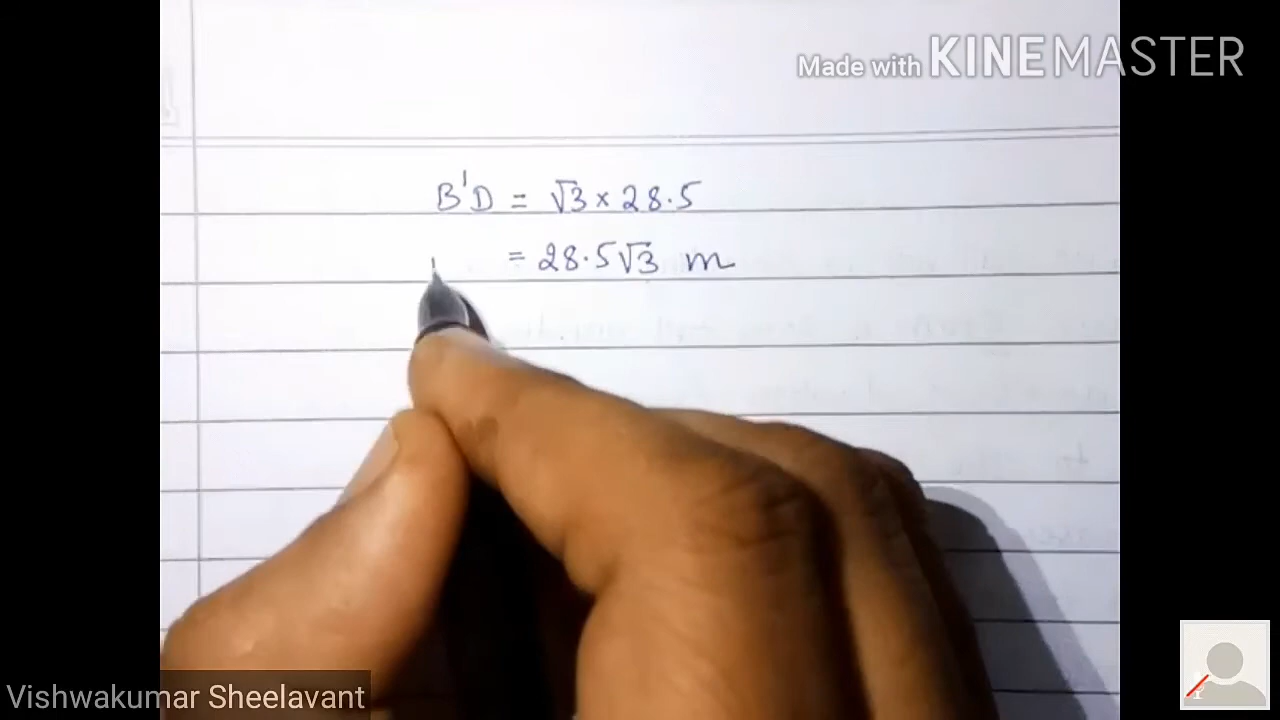 Made with KINEMASTER
B'D = √3 × 28.5
= 28.5√3 m
Vishwakumar Sheelavant